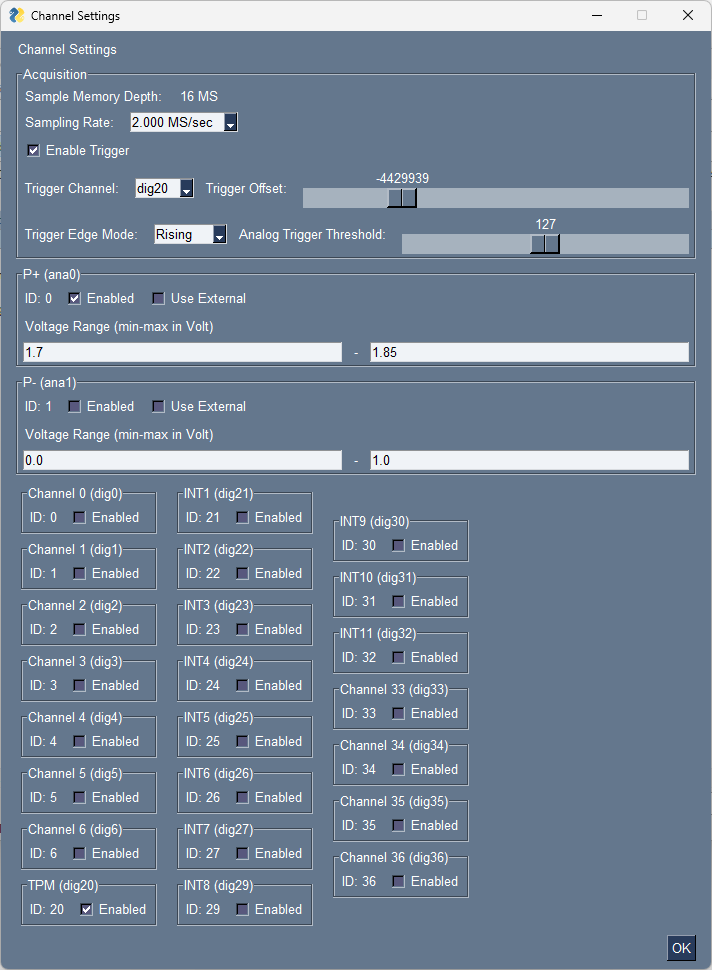 Channel Settings
Channel Settings
Acquisition
Sample Memory Depth: 16 MS
Sampling Rate: 2.000 MS/sec
Enable Trigger
-4429939
Trigger Channel: dig20 Trigger Offset:
127
Trigger Edge Mode: Rising Analog Trigger Threshold:
P+ (ana0)
ID: 0 Enabled Use External
Voltage Range (min-max in Volt)
1.7 - 1.85
P- (ana1)
ID: 1 Enabled Use External
Voltage Range (min-max in Volt)
0.0 - 1.0
Channel 0 (dig0)
ID: 0 Enabled
Channel 1 (dig1)
ID: 1 Enabled
Channel 2 (dig2)
ID: 2 Enabled
Channel 3 (dig3)
ID: 3 Enabled
Channel 4 (dig4)
ID: 4 Enabled
Channel 5 (dig5)
ID: 5 Enabled
Channel 6 (dig6)
ID: 6 Enabled
TPM (dig20)
ID: 20 Enabled
INT1 (dig21)
ID: 21 Enabled
INT2 (dig22)
ID: 22 Enabled
INT3 (dig23)
ID: 23 Enabled
INT4 (dig24)
ID: 24 Enabled
INT5 (dig25)
ID: 25 Enabled
INT6 (dig26)
ID: 26 Enabled
INT7 (dig27)
ID: 27 Enabled
INT8 (dig29)
ID: 29 Enabled
INT9 (dig30)
ID: 30 Enabled
INT10 (dig31)
ID: 31 Enabled
INT11 (dig32)
ID: 32 Enabled
Channel 33 (dig33)
ID: 33 Enabled
Channel 34 (dig34)
ID: 34 Enabled
Channel 35 (dig35)
ID: 35 Enabled
Channel 36 (dig36)
ID: 36 Enabled
OK